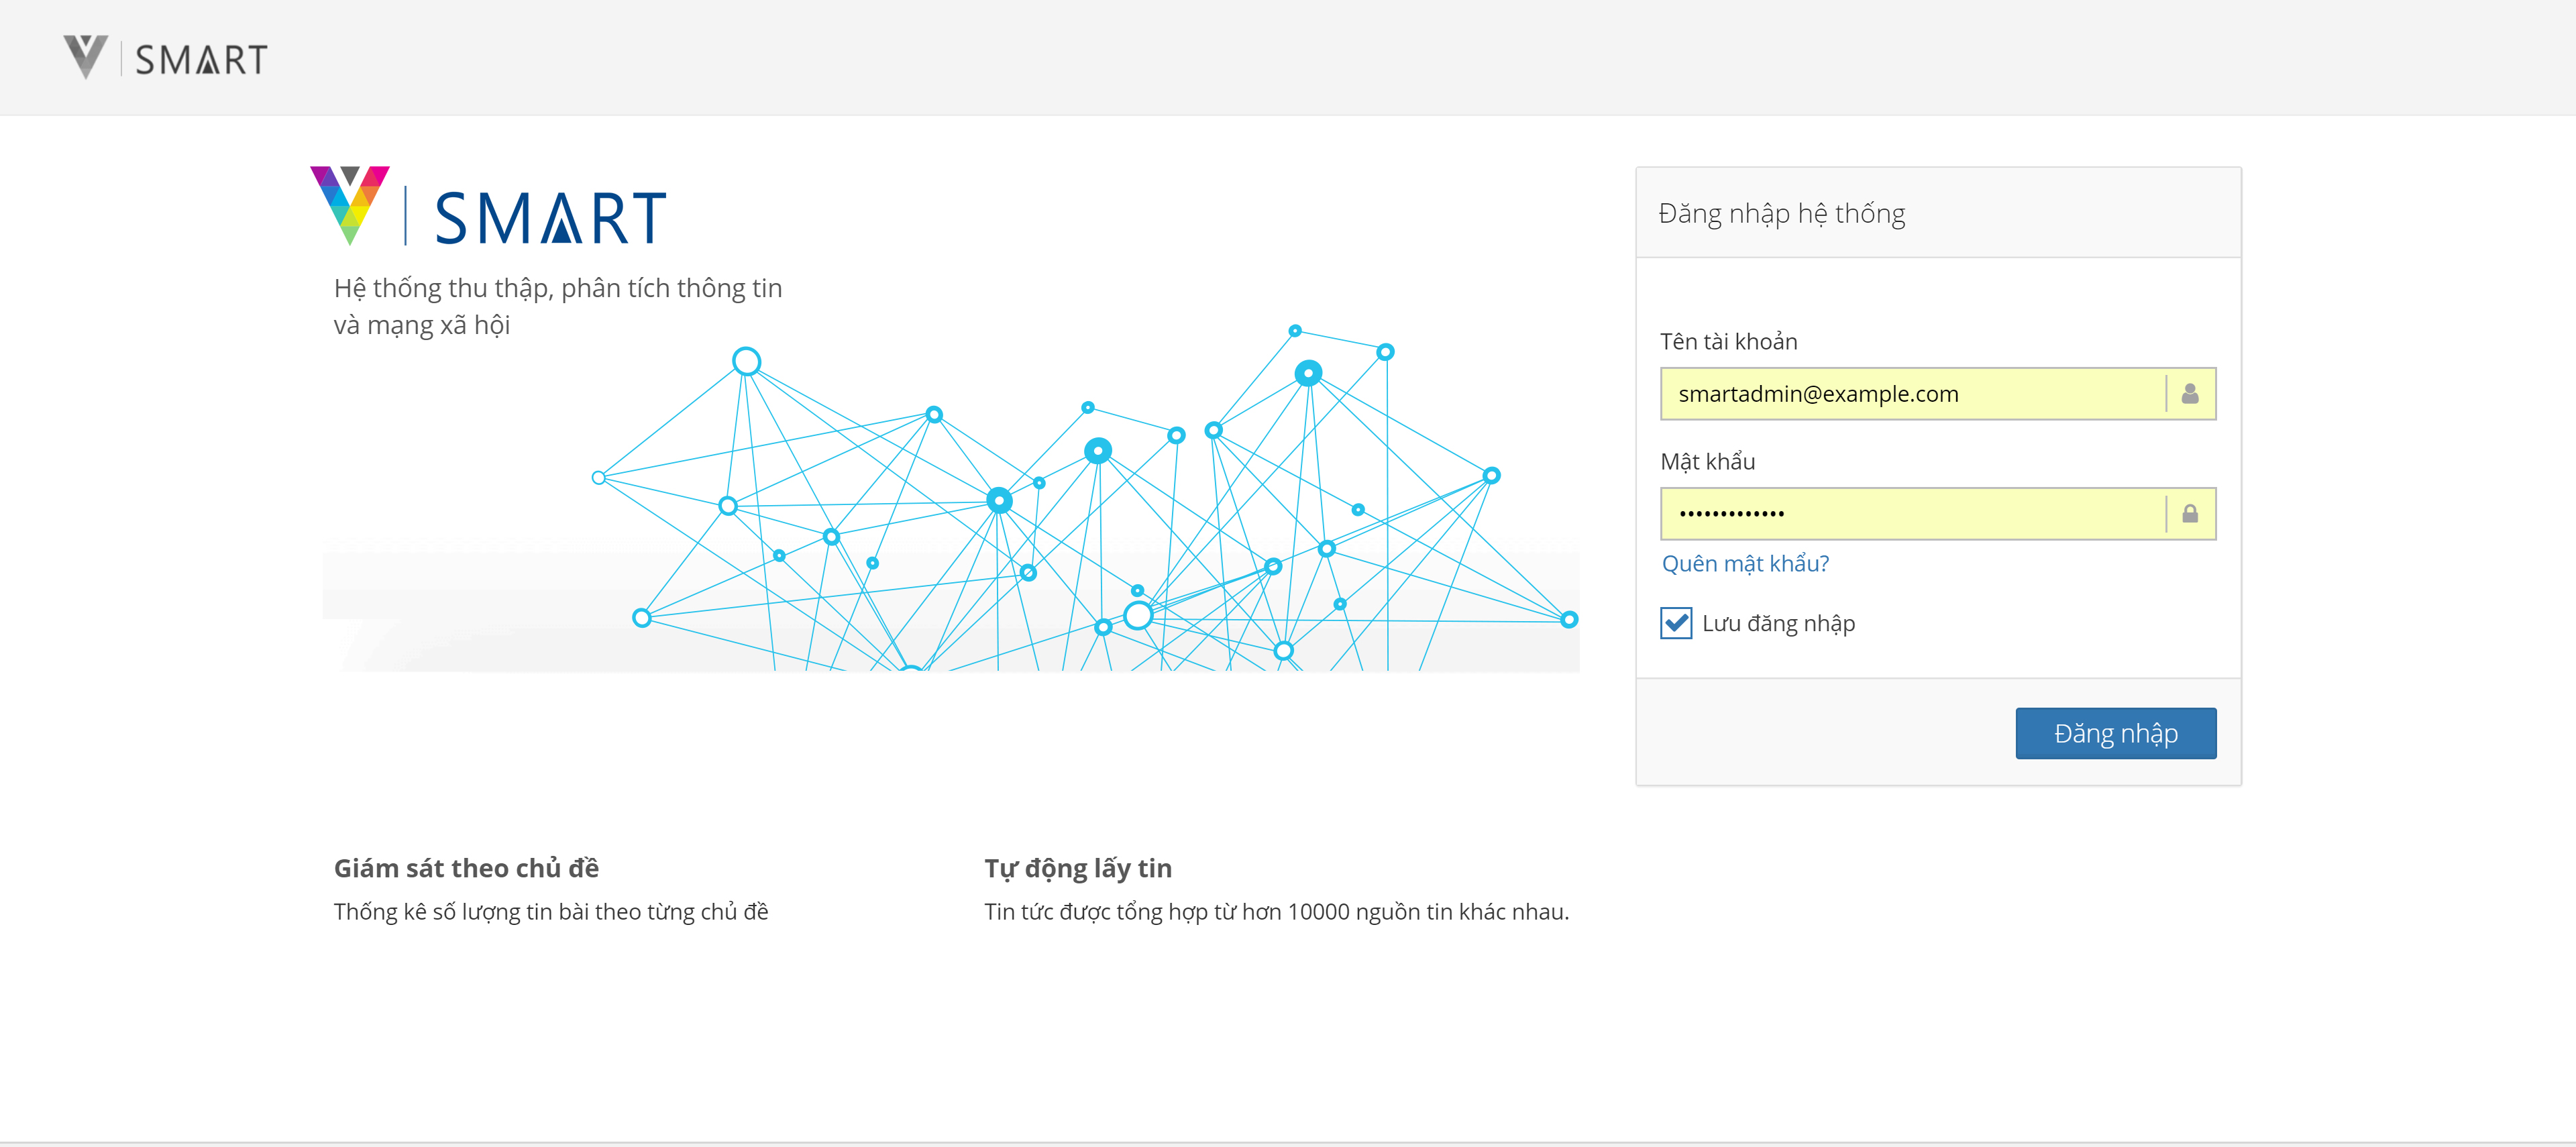 SMART
SMART
Hệ thống thu thập, phân tích thông tin
và mạng xã hội
Đăng nhập hệ thống
Tên tài khoản
smartadmin@example.com
Mật khẩu
•••••••••••••
Quên mật khẩu?
Lưu đăng nhập
Đăng nhập
Giám sát theo chủ đề
Thống kê số lượng tin bài theo từng chủ đề
Tự động lấy tin
Tin tức được tổng hợp từ hơn 10000 nguồn tin khác nhau.